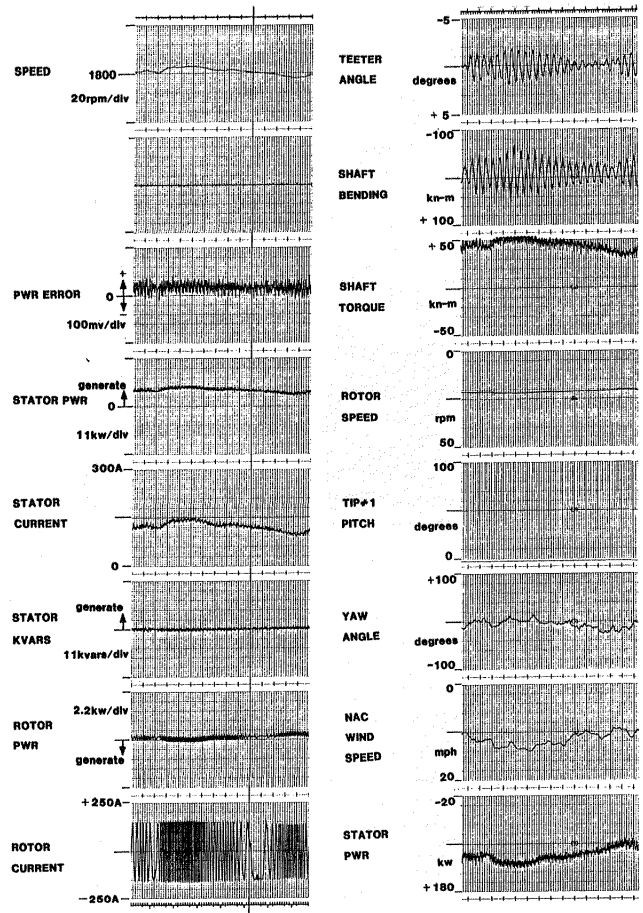 SPEED
1800
20rpm/div
PWR ERROR
+
0
100mv/div
generate
STATOR PWR
0
11kw/div
300A
STATOR
CURRENT
0
STATOR
generate
KVARS
11kvars/div
2.2kw/div
ROTOR
PWR
generate
+250A
ROTOR
CURRENT
-250A
-5
TEETER
ANGLE
degrees
+5
-100
SHAFT
BENDING
kn-m
+100
+50
SHAFT
TORQUE
kn-m
-50
0
ROTOR
SPEED
rpm
50
100
TIP#1
PITCH
degrees
0
+100
YAW
ANGLE
degrees
-100
0
NAC
WIND
SPEED
mph
20
-20
STATOR
PWR
kw
+180